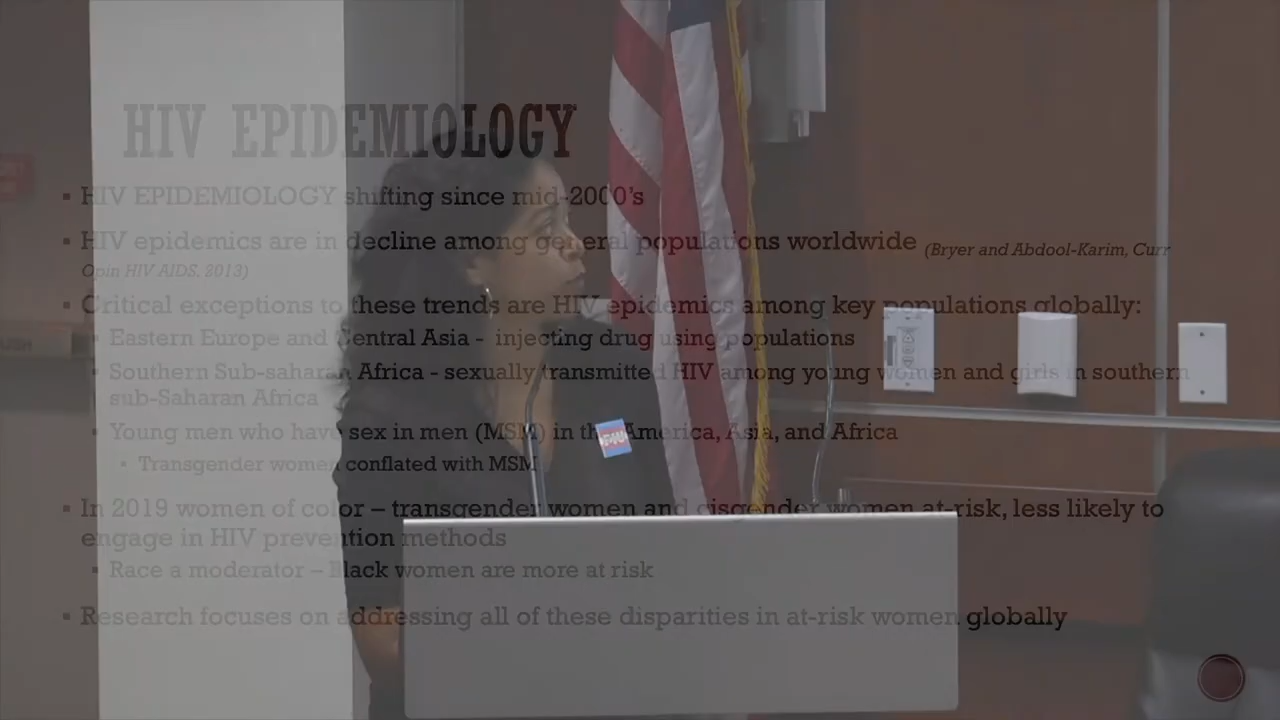 HIV EPIDEMIOLOGY
▪ HIV EPIDEMIOLOGY shifting since mid-2000's
▪ HIV epidemics are in decline among general populations worldwide (Bryer and Abdool-Karim, Curr
Opin HIV AIDS. 2013)
▪ Critical exceptions to these trends are HIV epidemics among key populations globally:
▪ Eastern Europe and Central Asia - injecting drug using populations
▪ Southern Sub-saharan Africa - sexually transmitted HIV among young women and girls in southern
sub-Saharan Africa
▪ Young men who have sex in men (MSM) in the America, Asia, and Africa
▪ Transgender women conflated with MSM
▪ In 2019 women of color – transgender women and cisgender women at-risk, less likely to
engage in HIV prevention methods
▪ Race a moderator – Black women are more at risk
▪ Research focuses on addressing all of these disparities in at-risk women globally